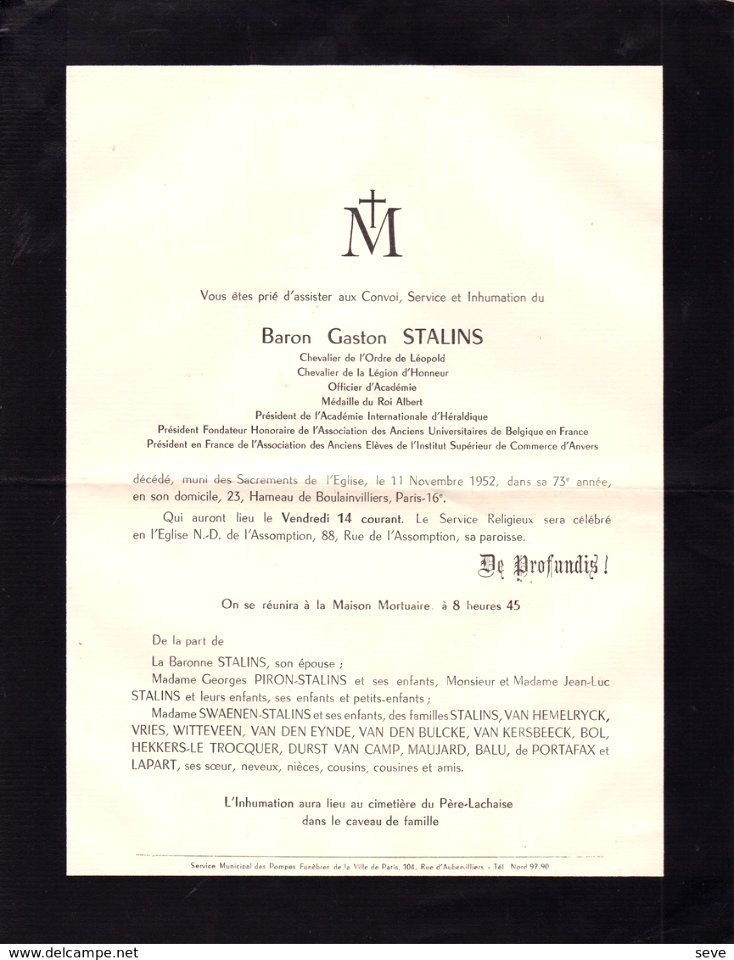 M
Vous êtes prié d'assister aux Convoi, Service et Inhumation du
Baron Gaston STALINS
Chevalier de l'Ordre de Léopold
Chevalier de la Légion d'Honneur
Officier d'Académie
Médaille du Roi Albert
Président de l'Académie Internationale d'Héraldique
Président Fondateur Honoraire de l'Association des Anciens Universitaires de Belgique en France
Président en France de l'Association des Anciens Elèves de l'Institut Supérieur de Commerce d'Anvers
décédé, muni des Sacrements de l'Eglise, le 11 Novembre 1952, dans sa 73e année,
en son domicile, 23, Hameau de Boulainvilliers, Paris-16e.
Qui auront lieu le Vendredi 14 courant. Le Service Religieux sera célébré
en l'Eglise N.-D. de l'Assomption, 88, Rue de l'Assomption, sa paroisse.
De Profundis !
On se réunira à la Maison Mortuaire, à 8 heures 45
De la part de
La Baronne STALINS, son épouse ;
Madame Georges PIRON-STALINS et ses enfants, Monsieur et Madame Jean-Luc
STALINS et leurs enfants, ses enfants et petits-enfants ;
Madame SWAENEN-STALINS et ses enfants, des familles STALINS, VAN HEMELRYCK,
VRIES, WITTEVEEN, VAN DEN EYNDE, VAN DEN BULCKE, VAN KERSBEECK, BOL,
HEKKERS-LE TROCQUER, DURST VAN CAMP, MAUJARD, BALU, de PORTAFAX et
LAPART, ses sœur, neveux, nièces, cousins, cousines et amis.
L'Inhumation aura lieu au cimetière du Père-Lachaise
dans le caveau de famille
Service Municipal des Pompes Funèbres de la Ville de Paris, 104, Rue d'Aubervilliers - Tél. Nord 97-90
www.delcampe.net
seve